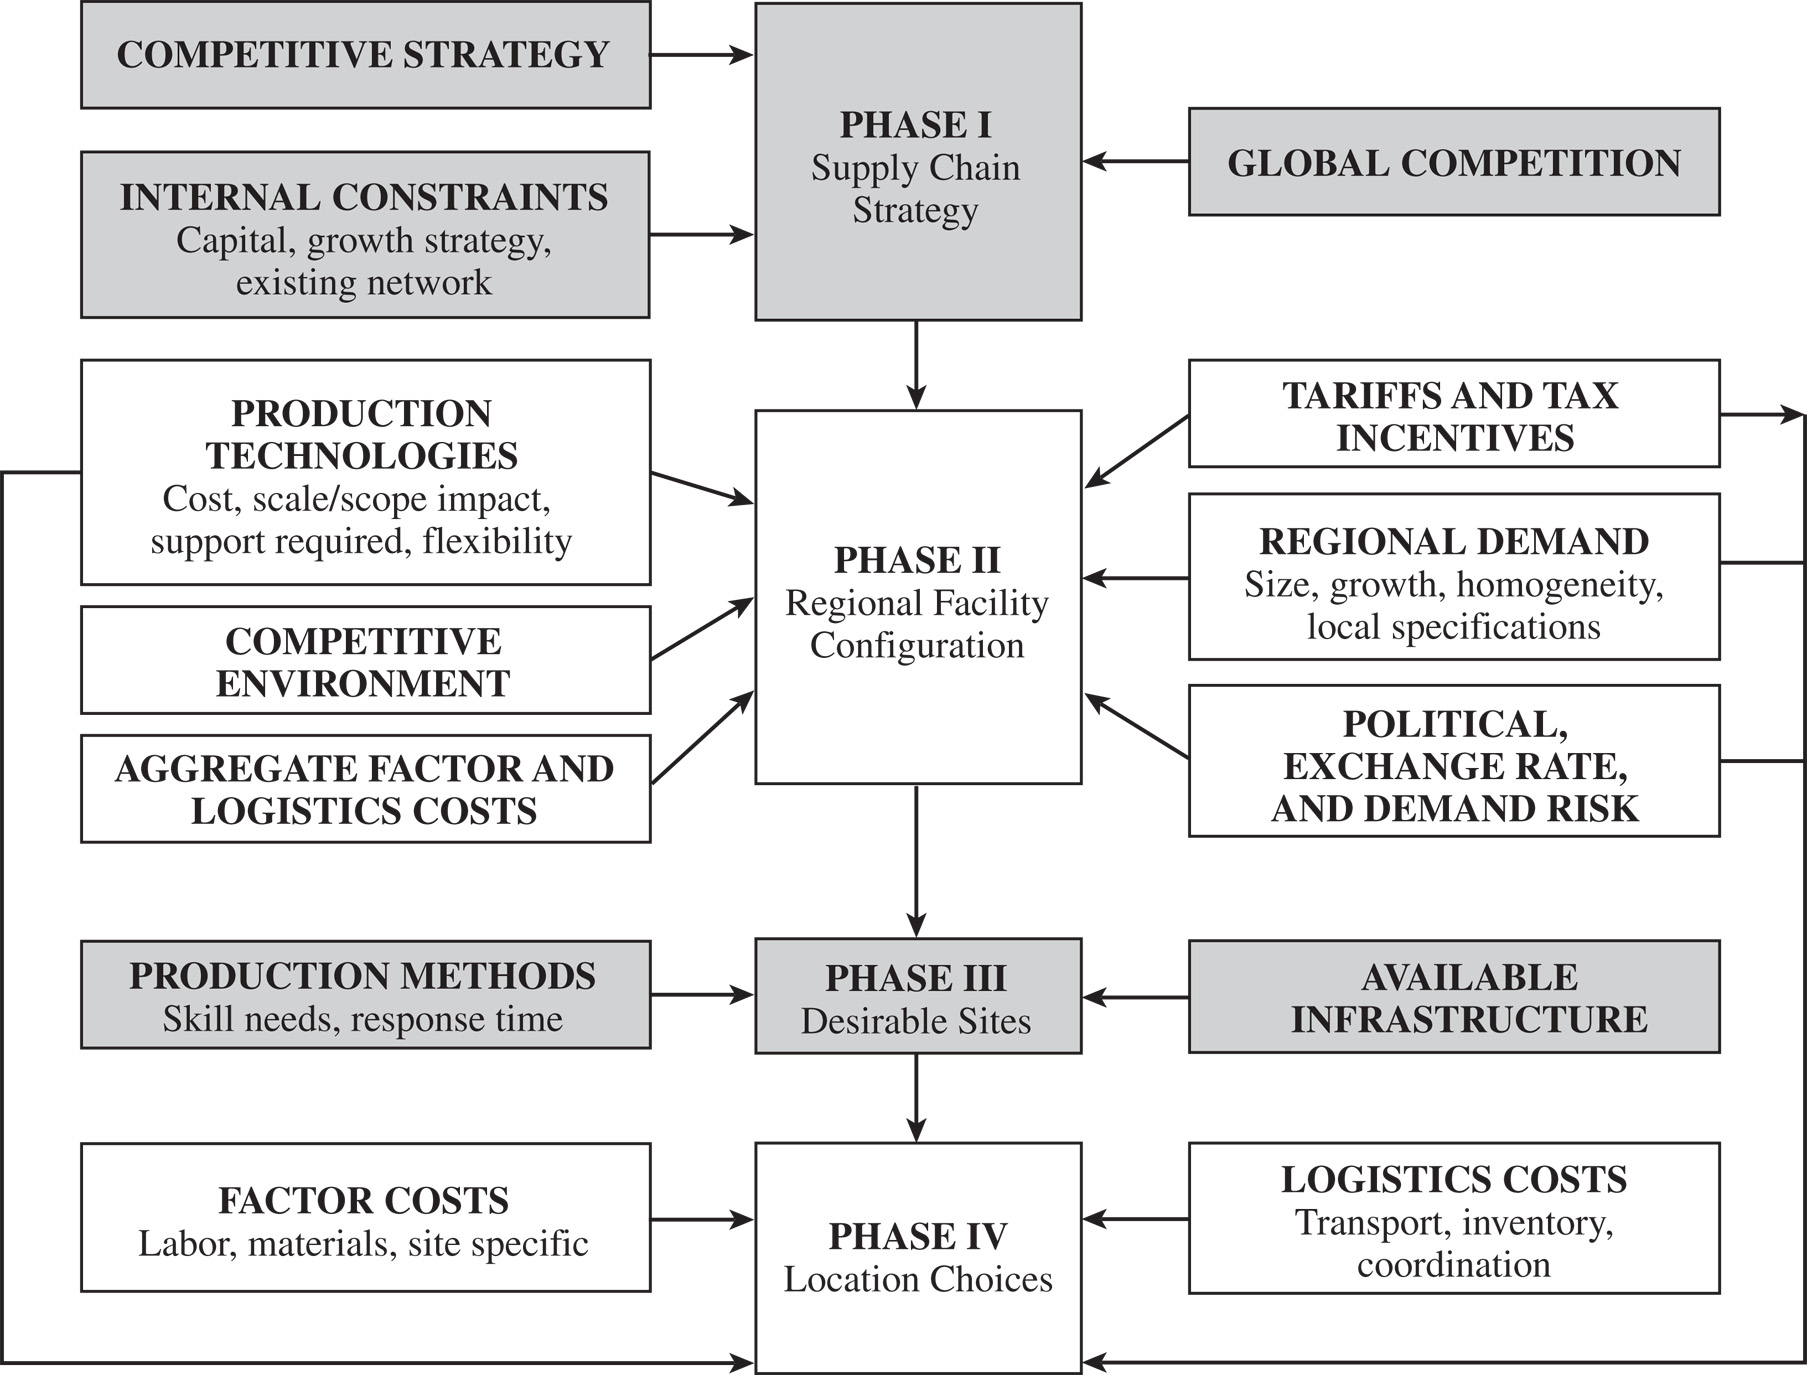 COMPETITIVE STRATEGY
INTERNAL CONSTRAINTS
Capital, growth strategy,
existing network
PHASE I
Supply Chain
Strategy
GLOBAL COMPETITION
PRODUCTION
TECHNOLOGIES
Cost, scale/scope impact,
support required, flexibility
COMPETITIVE
ENVIRONMENT
AGGREGATE FACTOR AND
LOGISTICS COSTS
PHASE II
Regional Facility
Configuration
TARIFFS AND TAX
INCENTIVES
REGIONAL DEMAND
Size, growth, homogeneity,
local specifications
POLITICAL,
EXCHANGE RATE,
AND DEMAND RISK
PRODUCTION METHODS
Skill needs, response time
PHASE III
Desirable Sites
AVAILABLE
INFRASTRUCTURE
FACTOR COSTS
Labor, materials, site specific
PHASE IV
Location Choices
LOGISTICS COSTS
Transport, inventory,
coordination